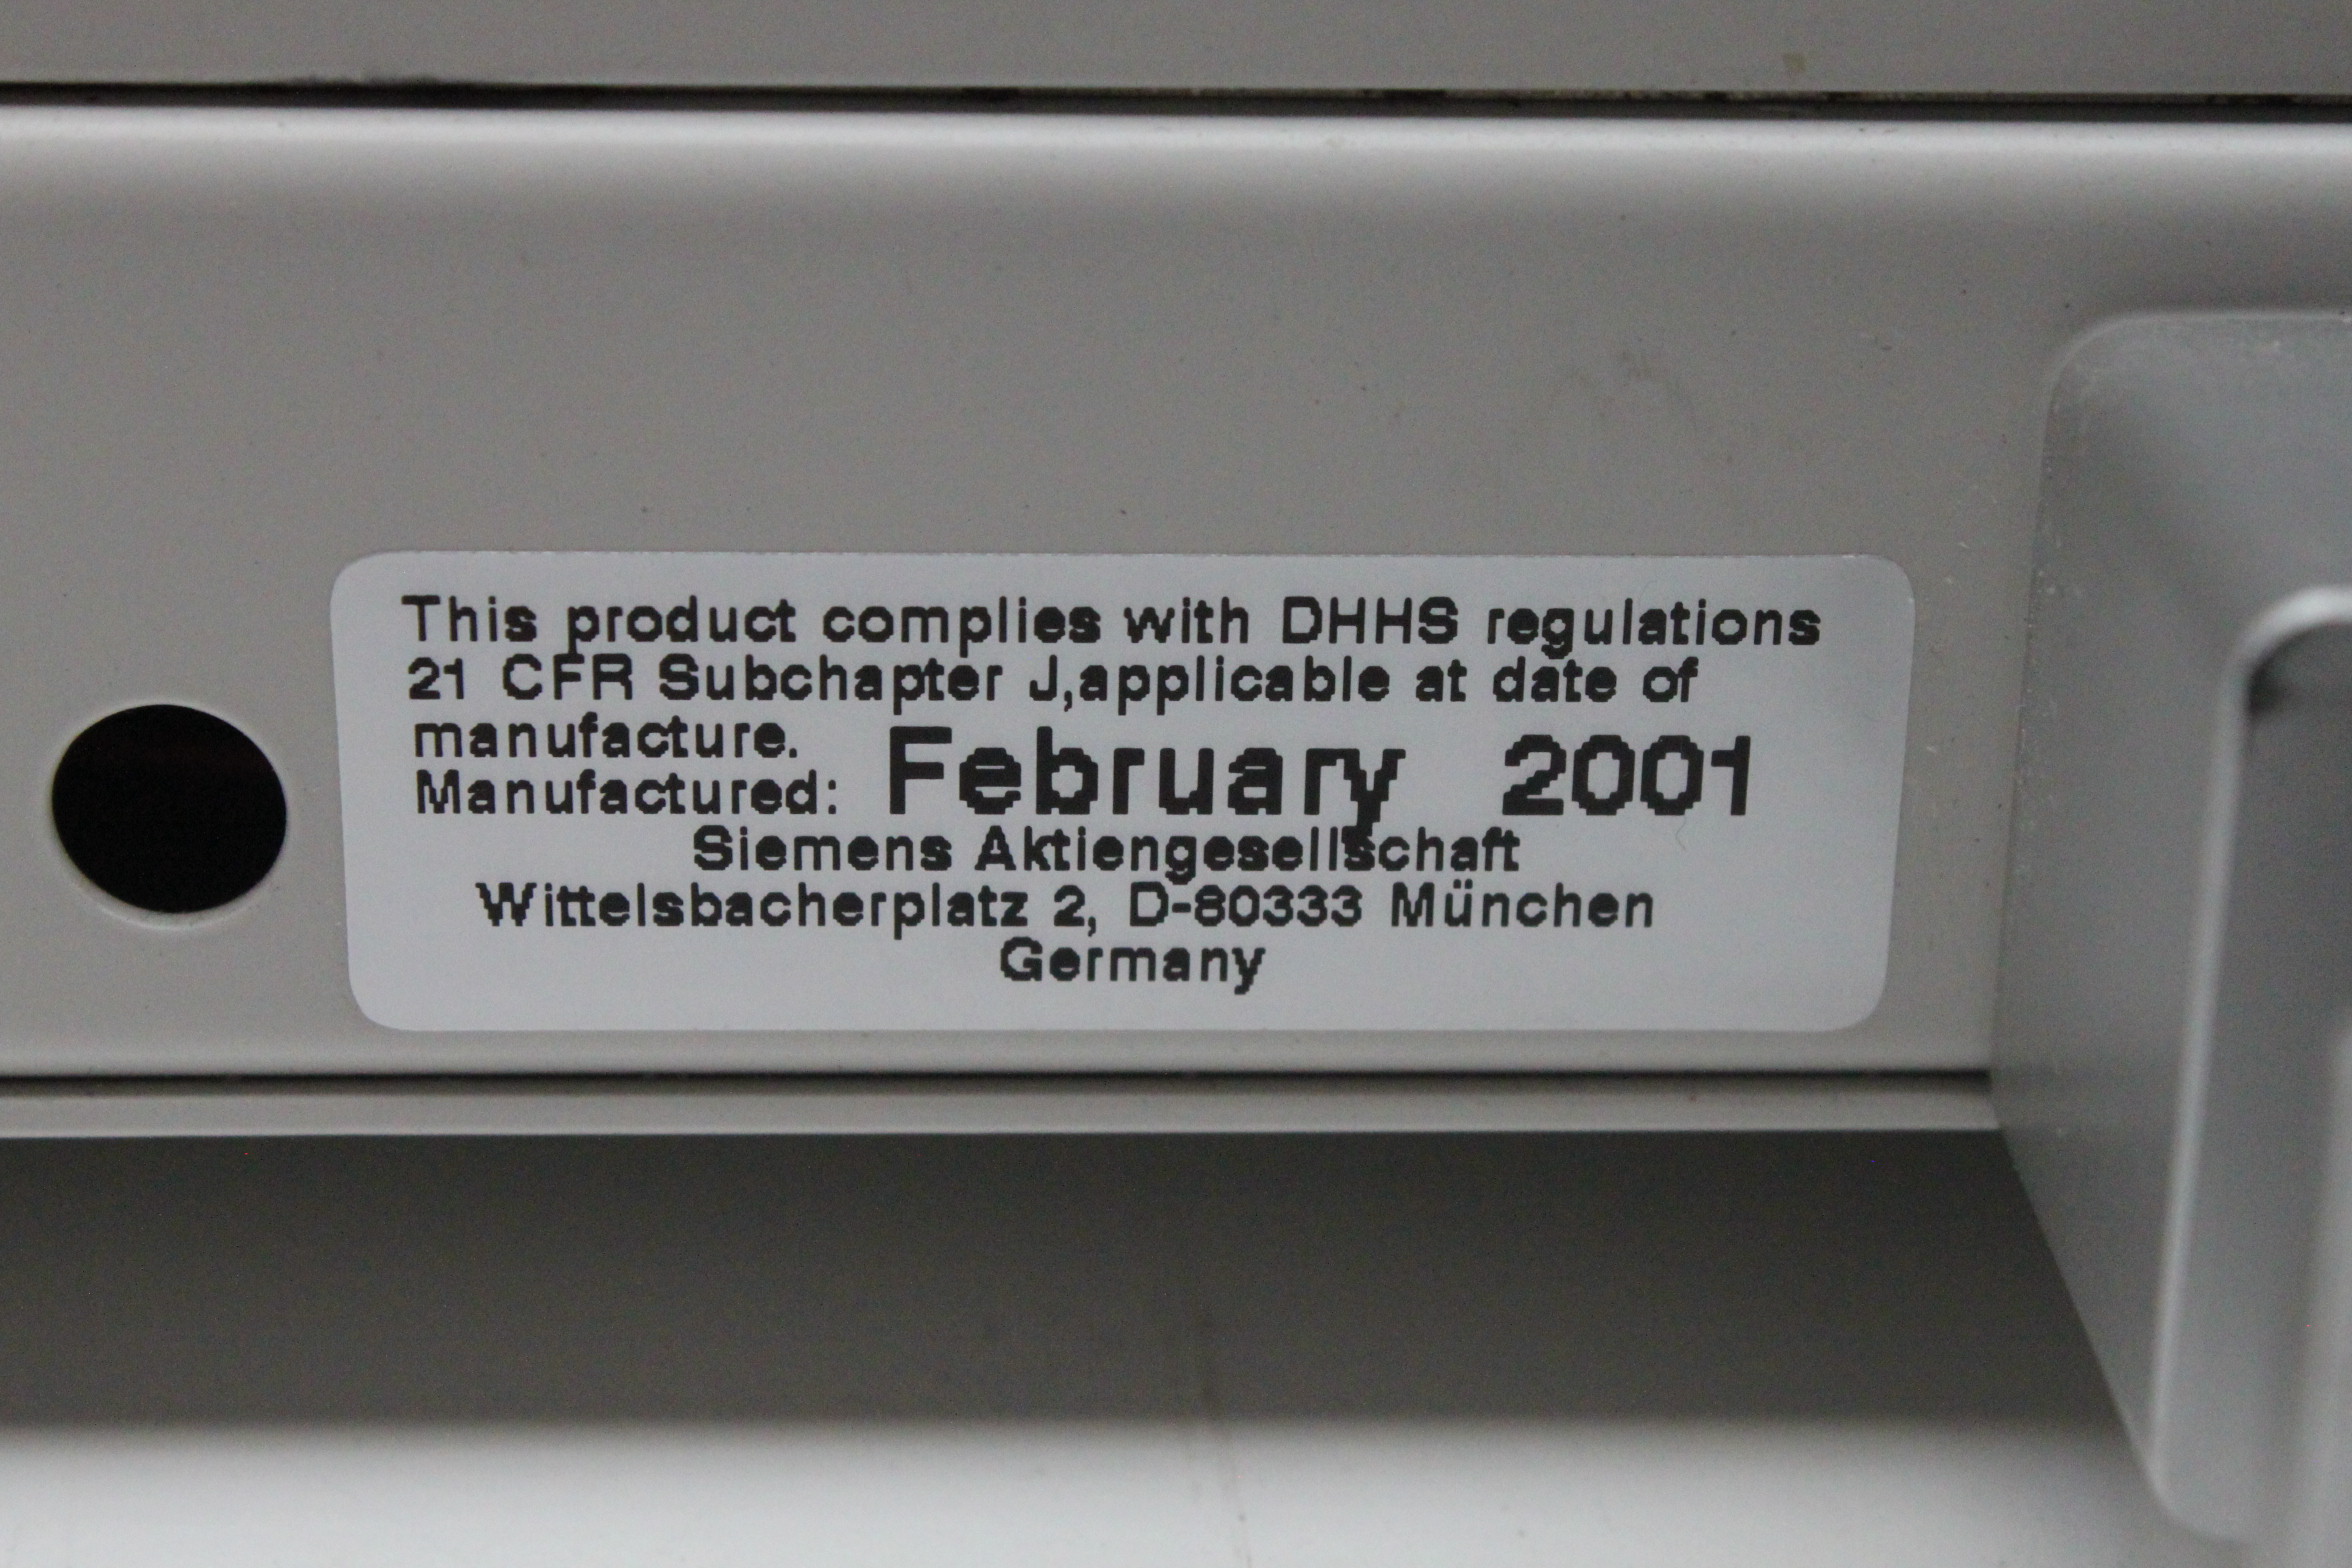 This product complies with DHHS regulations
21 CFR Subchapter J,applicable at date of
manufacture.
Manufactured: February 2001
Siemens Aktiengesellschaft
Wittelsbacherplatz 2, D-80333 München
Germany